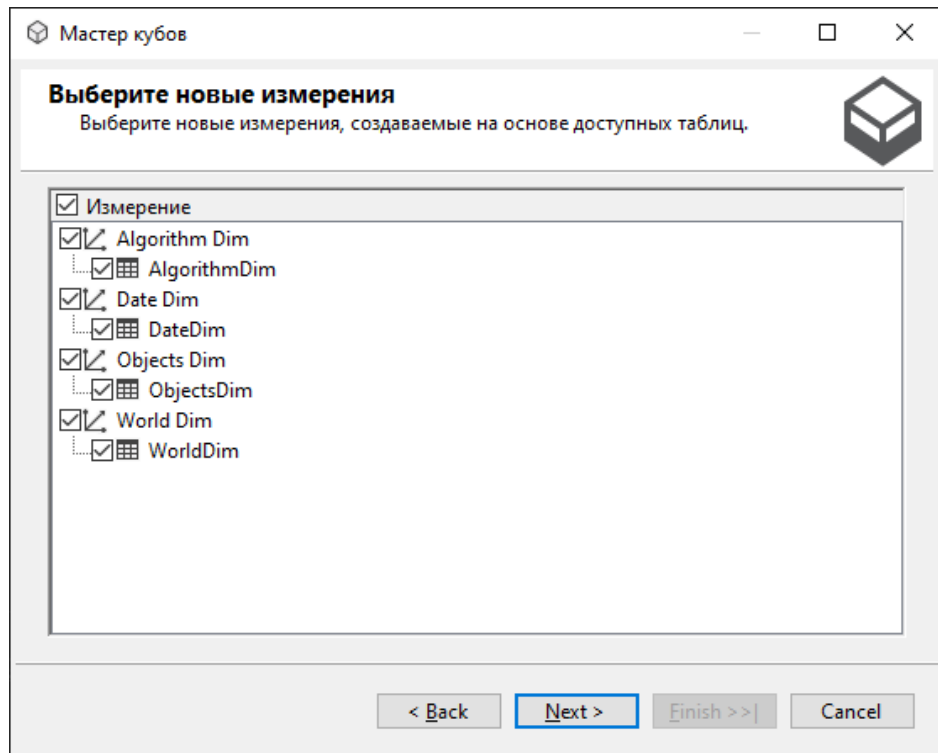 Мастер кубов
Выберите новые измерения
Выберите новые измерения, создаваемые на основе доступных таблиц.
Измерение
Algorithm Dim
AlgorithmDim
Date Dim
DateDim
Objects Dim
ObjectsDim
World Dim
WorldDim
< Back Next > Finish >>| Cancel